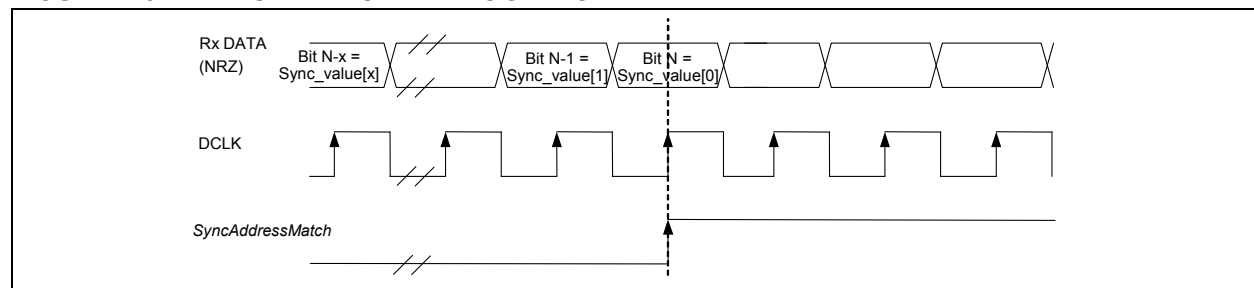 Rx DATA
(NRZ)
Bit N-x =
Sync_value[x]
Bit N-1 =
Sync_value[1]
Bit N =
Sync_value[0]
DCLK
SyncAddressMatch